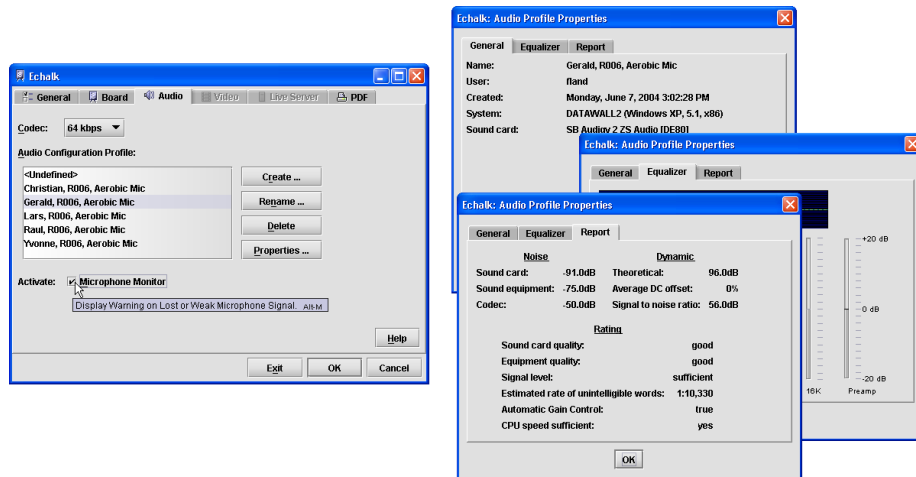 Echalk
General Board Audio Video Live Server PDF
Codec: 64 kbps
Audio Configuration Profile:
<Undefined>
Christian, R006, Aerobic Mic
Gerald, R006, Aerobic Mic
Lars, R006, Aerobic Mic
Raul, R006, Aerobic Mic
Yvonne, R006, Aerobic Mic
Create ...
Rename ...
Delete
Properties ...
Activate: Microphone Monitor
Display Warning on Lost or Weak Microphone Signal. Alt-M
Help
Exit OK Cancel
Echalk: Audio Profile Properties
General Equalizer Report
Name: Gerald, R006, Aerobic Mic
User: fland
Created: Monday, June 7, 2004 3:02:28 PM
System: DATAWALL2 (Windows XP, 5.1, x86)
Sound card: SB Audigy 2 ZS Audio [DE80]
Echalk: Audio Profile Properties
General Equalizer Report
+20 dB
0 dB
-20 dB
16K Preamp
Echalk: Audio Profile Properties
General Equalizer Report
Noise Dynamic
Sound card: -91.0dB Theoretical: 96.0dB
Sound equipment: -75.0dB Average DC offset: 0%
Codec: -50.0dB Signal to noise ratio: 56.0dB
Rating
Sound card quality: good
Equipment quality: good
Signal level: sufficient
Estimated rate of unintelligible words: 1:10,330
Automatic Gain Control: true
CPU speed sufficient: yes
OK